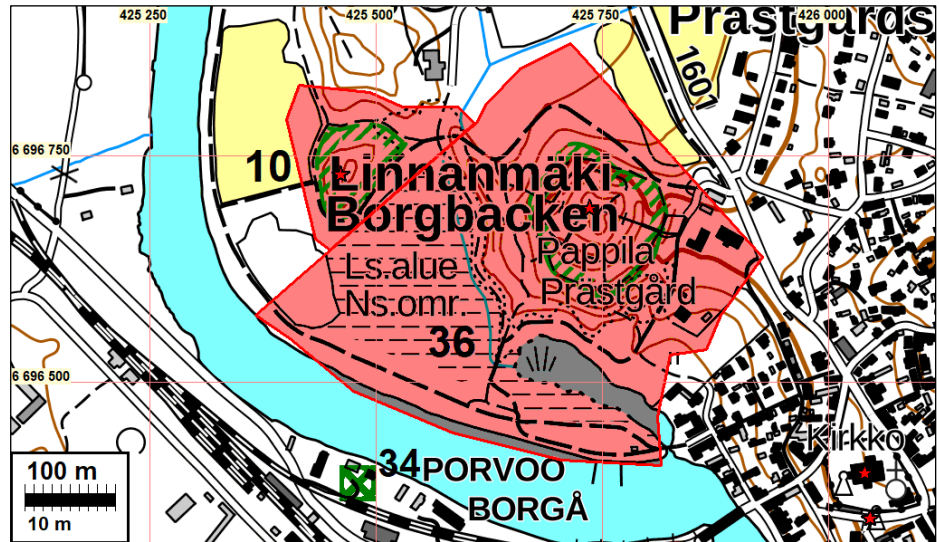 425 250
425 500
425 750
426 000
Prästgårds
1601
6 696 750
10
Linnanmäki
Borgbacken
Pappila
Ls.alue
Prästgård
Ns.omr.
36
6 696 500
Kirkko
100 m
34
PORVOO
10 m
BORGÅ